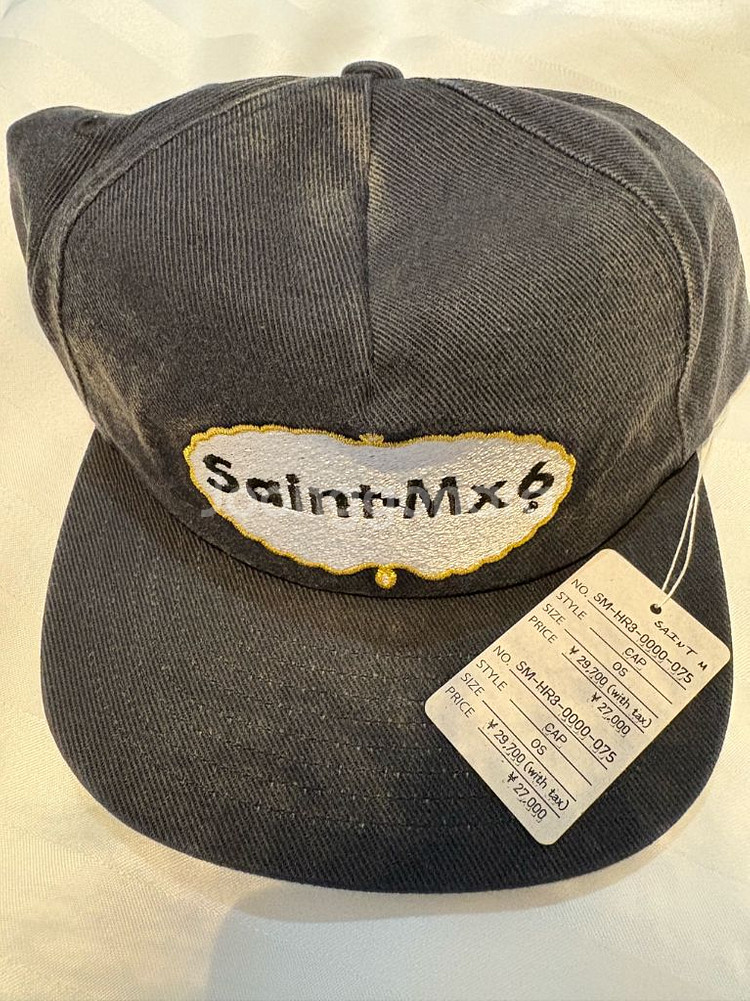 Saint Mx6
SAINT M
NO. SM-HR3-0000-075
STYLE CAP
SIZE OS
PRICE ¥ 29,700 (with tax)
¥ 27,000
NO. SM-HR3-0000-075
STYLE CAP
SIZE OS
PRICE ¥ 29,700 (with tax)
¥ 27,000